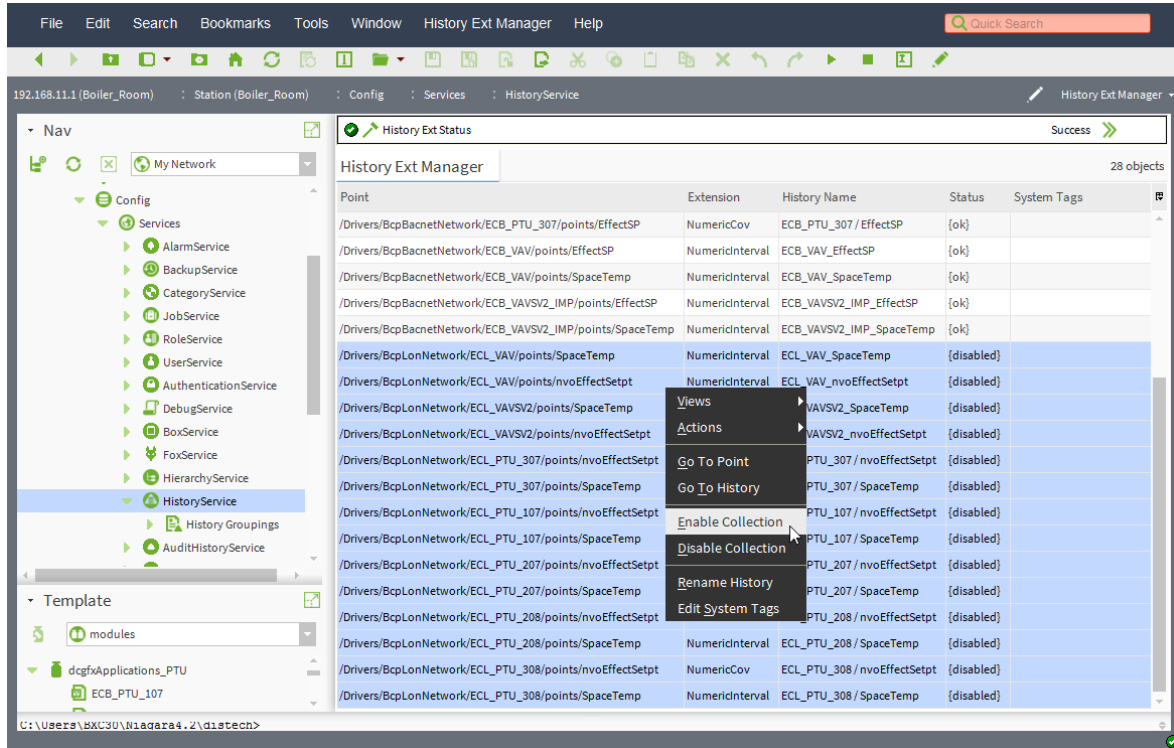 File Edit Search Bookmarks Tools Window History Ext Manager Help Quick Search
192.168.11.1 (Boiler_Room) : Station (Boiler_Room) : Config : Services : HistoryService History Ext Manager
Nav
My Network
Config
Services
AlarmService
BackupService
CategoryService
JobService
RoleService
UserService
AuthenticationService
DebugService
BoxService
FoxService
HierarchyService
HistoryService
History Groupings
AuditHistoryService
Template
modules
dcgfxApplications_PTU
ECB_PTU_107
History Ext Status Success
History Ext Manager 28 objects
Point Extension History Name Status System Tags
/Drivers/BcpBacnetNetwork/ECB_PTU_307/points/EffectSP NumericCov ECB_PTU_307 / EffectSP {ok}
/Drivers/BcpBacnetNetwork/ECB_VAV/points/EffectSP NumericInterval ECB_VAV_EffectSP {ok}
/Drivers/BcpBacnetNetwork/ECB_VAV/points/SpaceTemp NumericInterval ECB_VAV_SpaceTemp {ok}
/Drivers/BcpBacnetNetwork/ECB_VAVSV2_IMP/points/EffectSP NumericInterval ECB_VAVSV2_IMP_EffectSP {ok}
/Drivers/BcpBacnetNetwork/ECB_VAVSV2_IMP/points/SpaceTemp NumericInterval ECB_VAVSV2_IMP_SpaceTemp {ok}
/Drivers/BcpLonNetwork/ECL_VAV/points/SpaceTemp NumericInterval ECL_VAV_SpaceTemp {disabled}
/Drivers/BcpLonNetwork/ECL_VAV/points/nvoEffectSetpt NumericInterval ECL_VAV_nvoEffectSetpt {disabled}
/Drivers/BcpLonNetwork/ECL_VAVSV2/points/SpaceTemp VAVSV2_SpaceTemp {disabled}
/Drivers/BcpLonNetwork/ECL_VAVSV2/points/nvoEffectSetpt VAVSV2_nvoEffectSetpt {disabled}
/Drivers/BcpLonNetwork/ECL_PTU_307/points/nvoEffectSetpt PTU_307 / nvoEffectSetpt {disabled}
/Drivers/BcpLonNetwork/ECL_PTU_307/points/SpaceTemp PTU_307 / SpaceTemp {disabled}
/Drivers/BcpLonNetwork/ECL_PTU_107/points/nvoEffectSetpt PTU_107 / nvoEffectSetpt {disabled}
/Drivers/BcpLonNetwork/ECL_PTU_107/points/SpaceTemp PTU_107 / SpaceTemp {disabled}
/Drivers/BcpLonNetwork/ECL_PTU_207/points/nvoEffectSetpt PTU_207 / nvoEffectSetpt {disabled}
/Drivers/BcpLonNetwork/ECL_PTU_207/points/SpaceTemp PTU_207 / SpaceTemp {disabled}
/Drivers/BcpLonNetwork/ECL_PTU_208/points/nvoEffectSetpt PTU_208 / nvoEffectSetpt {disabled}
/Drivers/BcpLonNetwork/ECL_PTU_208/points/SpaceTemp NumericInterval ECL_PTU_208 / SpaceTemp {disabled}
/Drivers/BcpLonNetwork/ECL_PTU_308/points/nvoEffectSetpt NumericCov ECL_PTU_308 / nvoEffectSetpt {disabled}
/Drivers/BcpLonNetwork/ECL_PTU_308/points/SpaceTemp NumericInterval ECL_PTU_308 / SpaceTemp {disabled}
Views
Actions
Go To Point
Go To History
Enable Collection
Disable Collection
Rename History
Edit System Tags
C:\Users\BXC30\Niagara4.2\distech>